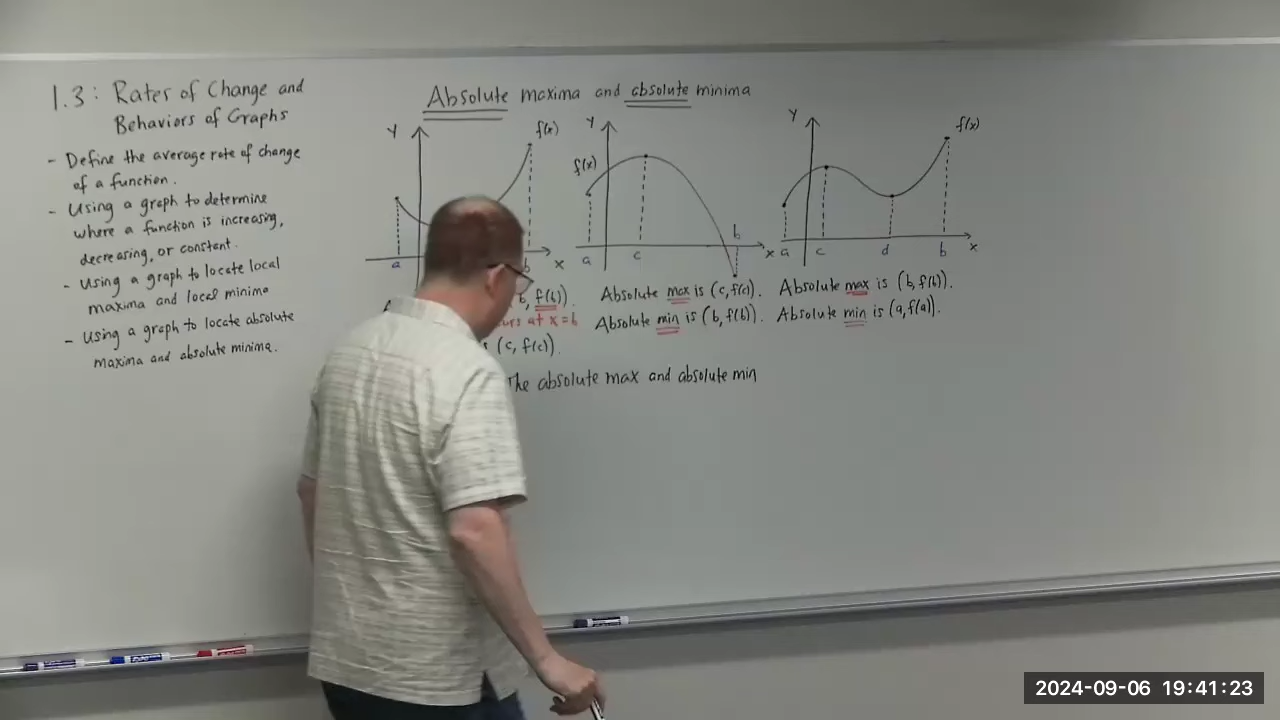 1.3: Rates of Change and
Behaviors of Graphs
- Define the average rate of change
of a function.
- Using a graph to determine
where a function is increasing,
decreasing, or constant.
- Using a graph to locate local
maxima and local minima
- Using a graph to locate absolute
maxima and absolute minima.
Absolute maxima and absolute minima
y
f(x)
a
b
x
b, f(b)).
urs at x=b
(c, f(c)).
y
f(x)
a
c
b
x
Absolute max is (c, f(c)).
Absolute min is (b, f(b)).
y
f(x)
a
c
d
b
x
Absolute max is (b, f(b)).
Absolute min is (a, f(a)).
The absolute max and absolute min
2024-09-06 19:41:23